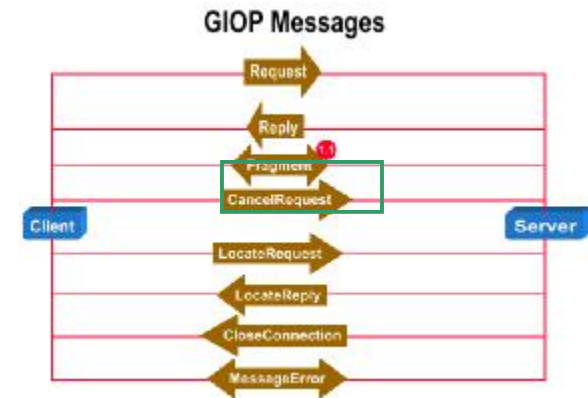 GIOP Messages
Request
Reply
1.1
Fragment
CancelRequest
Client
Server
LocateRequest
LocateReply
CloseConnection
MessageError